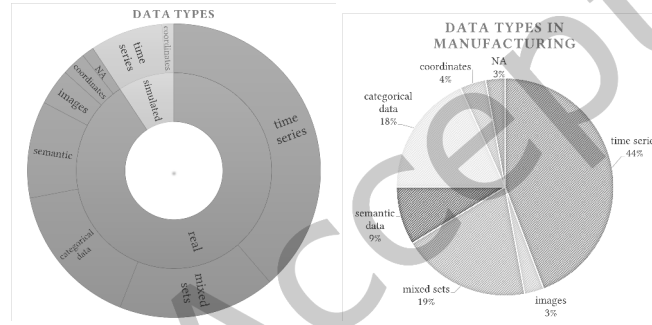 DATA TYPES
coordinates
time
series
simulated
NA
coordinates
images
semantic
categorical
data
mixed
sets
real
time
series
DATA TYPES IN
MANUFACTURING
NA
3%
coordinates
4%
categorical
data
18%
time serie
44%
semantic
data
9%
mixed sets
19%
images
3%
Accept